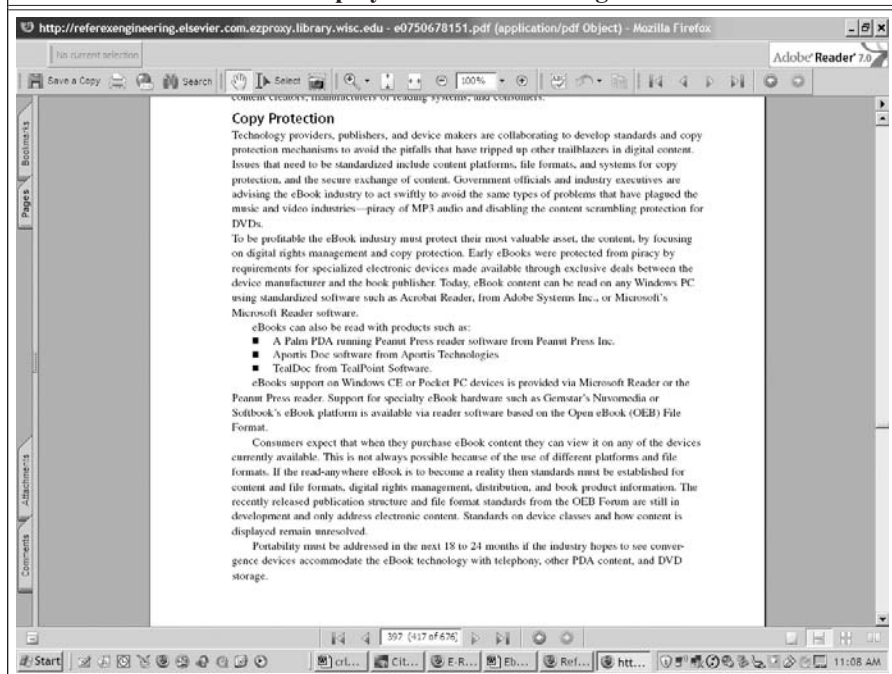 http://referexengineering.elsevier.com.ezproxy.library.wisc.edu - e0750678151.pdf (application/pdf Object) - Mozilla Firefox
No current selection
Adobe Reader 7.0
Save a Copy Search Select 100%
content creators, manufacturers of reading systems, and consumers.
Copy Protection
Technology providers, publishers, and device makers are collaborating to develop standards and copy
protection mechanisms to avoid the pitfalls that have tripped up other trailblazers in digital content.
Issues that need to be standardized include content platforms, file formats, and systems for copy
protection, and the secure exchange of content. Government officials and industry executives are
advising the eBook industry to act swiftly to avoid the same types of problems that have plagued the
music and video industries—piracy of MP3 audio and disabling the content scrambling protection for
DVDs.
To be profitable the eBook industry must protect their most valuable asset, the content, by focusing
on digital rights management and copy protection. Early eBooks were protected from piracy by
requirements for specialized electronic devices made available through exclusive deals between the
device manufacturer and the book publisher. Today, eBook content can be read on any Windows PC
using standardized software such as Acrobat Reader, from Adobe Systems Inc., or Microsoft's
Microsoft Reader software.
eBooks can also be read with products such as:
■ A Palm PDA running Peanut Press reader software from Peanut Press Inc.
■ Aportis Doc software from Aportis Technologies
■ TealDoc from TealPoint Software.
eBooks support on Windows CE or Pocket PC devices is provided via Microsoft Reader or the
Peanut Press reader. Support for specialty eBook hardware such as Gemstar's Nuvomedia or
Softbook's eBook platform is available via reader software based on the Open eBook (OEB) File
Format.
Consumers expect that when they purchase eBook content they can view it on any of the devices
currently available. This is not always possible because of the use of different platforms and file
formats. If the read-anywhere eBook is to become a reality then standards must be established for
content and file formats, digital rights management, distribution, and book product information. The
recently released publication structure and file format standards from the OEB Forum are still in
development and only address electronic content. Standards on device classes and how content is
displayed remain unresolved.
Portability must be addressed in the next 18 to 24 months if the industry hopes to see conver-
gence devices accommodate the eBook technology with telephony, other PDA content, and DVD
storage.
Bookmarks
Pages
Attachments
Comments
397 (417 of 676)
Start crl... Cit... E-R... Eb... Ref... htt... 11:08 AM